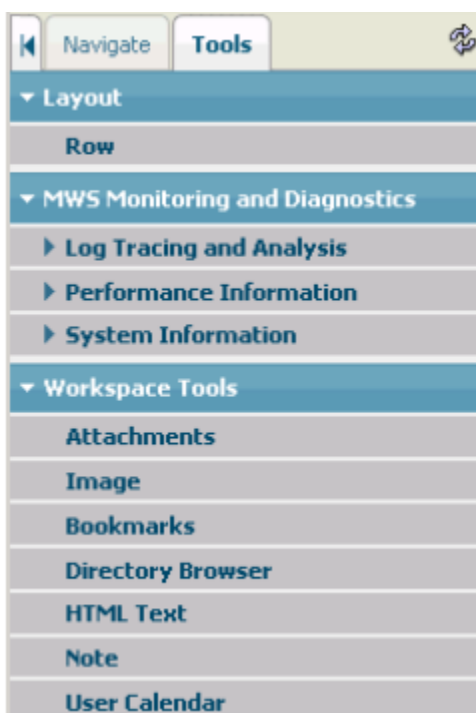 Navigate Tools
Layout
Row
MWS Monitoring and Diagnostics
Log Tracing and Analysis
Performance Information
System Information
Workspace Tools
Attachments
Image
Bookmarks
Directory Browser
HTML Text
Note
User Calendar